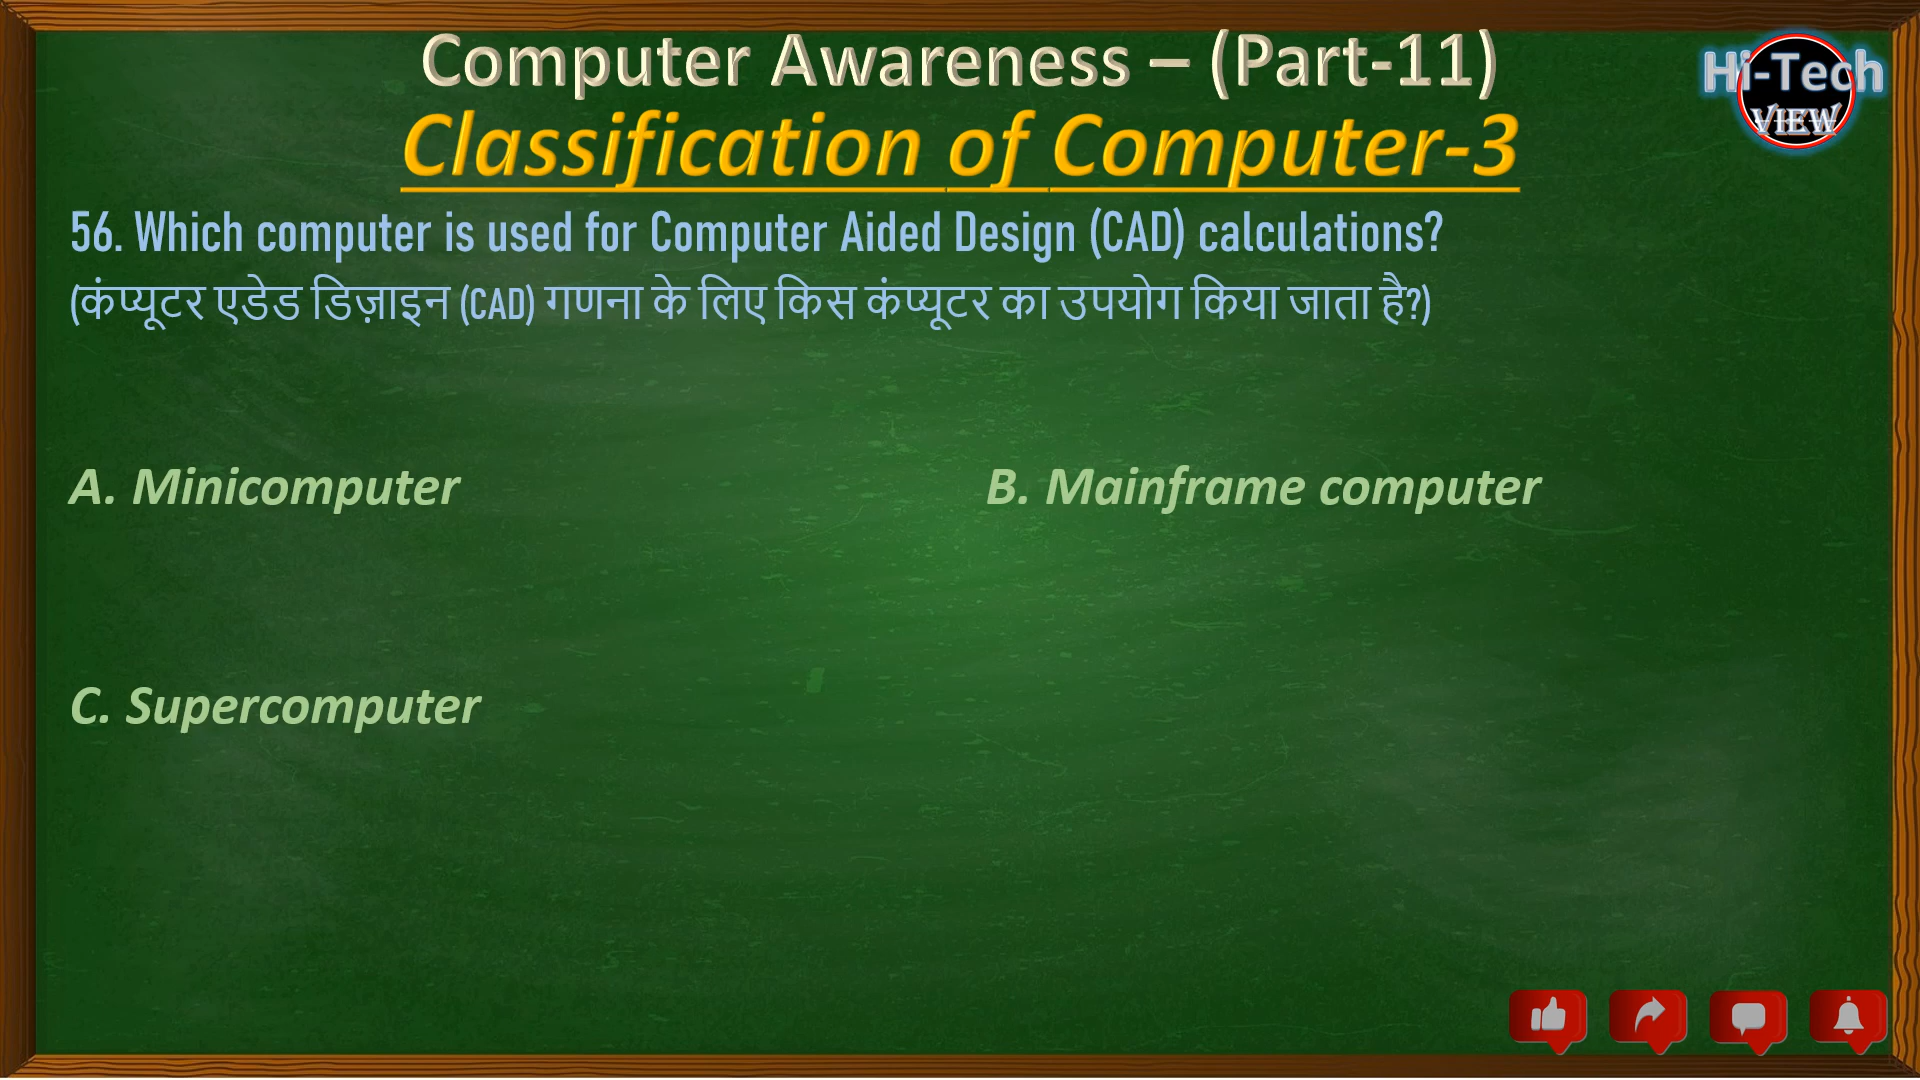 Computer Awareness – (Part-11)
Hi-Tech
VIEW
Classification of Computer-3
56. Which computer is used for Computer Aided Design (CAD) calculations?
(कंप्यूटर एडेड डिज़ाइन (CAD) गणना के लिए किस कंप्यूटर का उपयोग किया जाता है?)
A. Minicomputer
B. Mainframe computer
C. Supercomputer